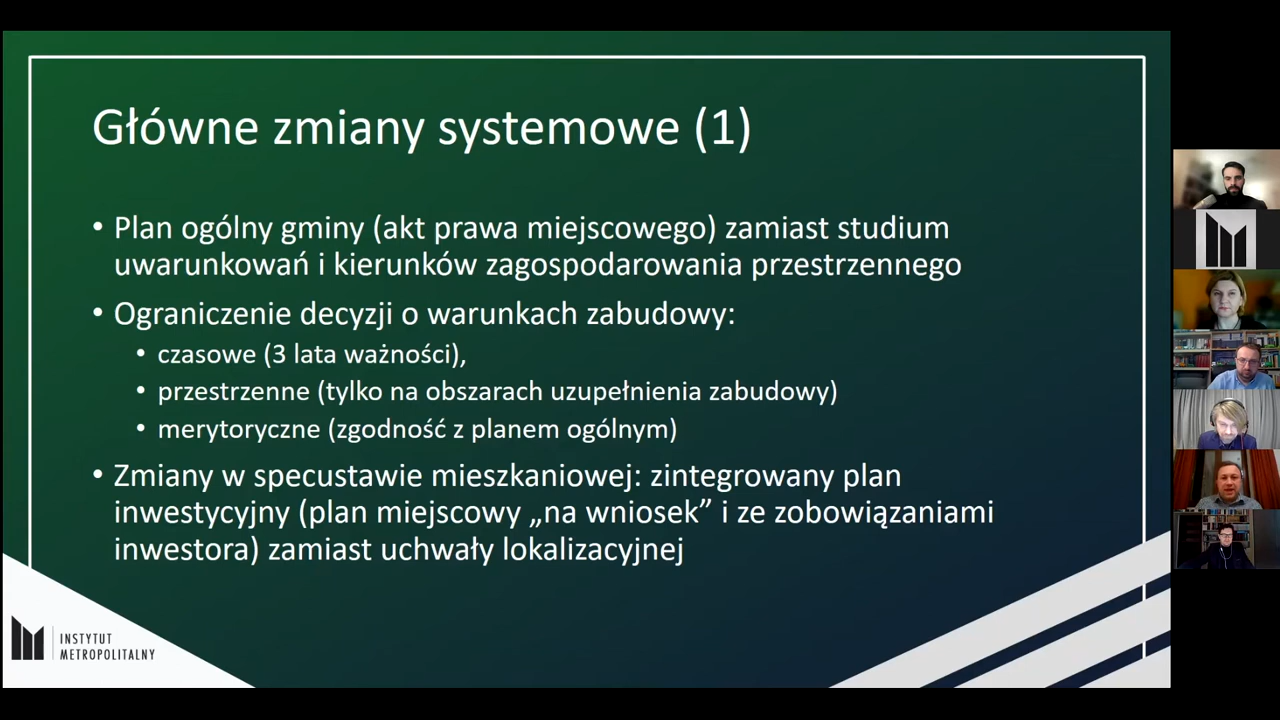 Główne zmiany systemowe (1)
• Plan ogólny gminy (akt prawa miejscowego) zamiast studium
uwarunkowań i kierunków zagospodarowania przestrzennego
• Ograniczenie decyzji o warunkach zabudowy:
• czasowe (3 lata ważności),
• przestrzenne (tylko na obszarach uzupełnienia zabudowy)
• merytoryczne (zgodność z planem ogólnym)
• Zmiany w specustawie mieszkaniowej: zintegrowany plan
inwestycyjny (plan miejscowy „na wniosek” i ze zobowiązaniami
inwestora) zamiast uchwały lokalizacyjnej
INSTYTUT
METROPOLITALNY